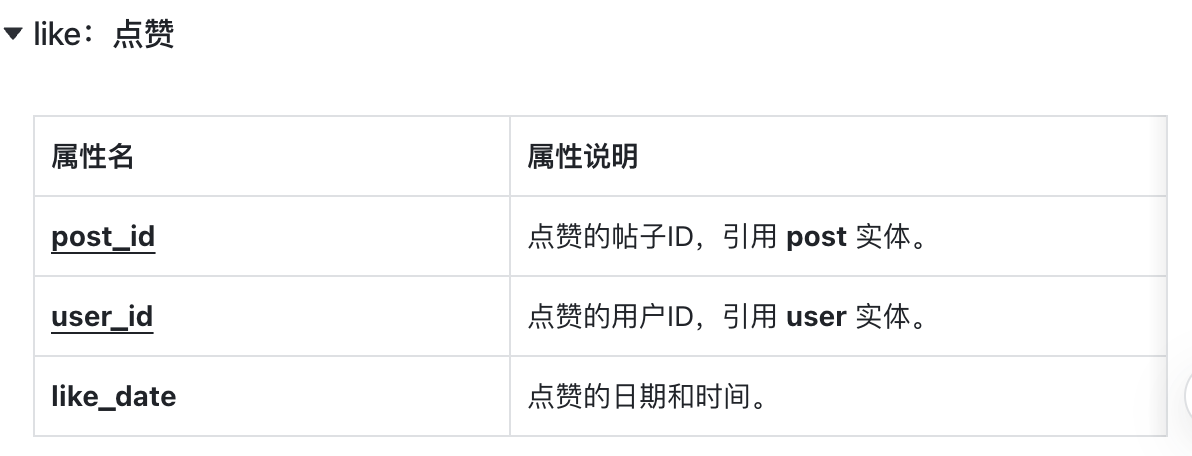 like：点赞
属性名 属性说明
post_id 点赞的帖子ID，引用 post 实体。
user_id 点赞的用户ID，引用 user 实体。
like_date 点赞的日期和时间。